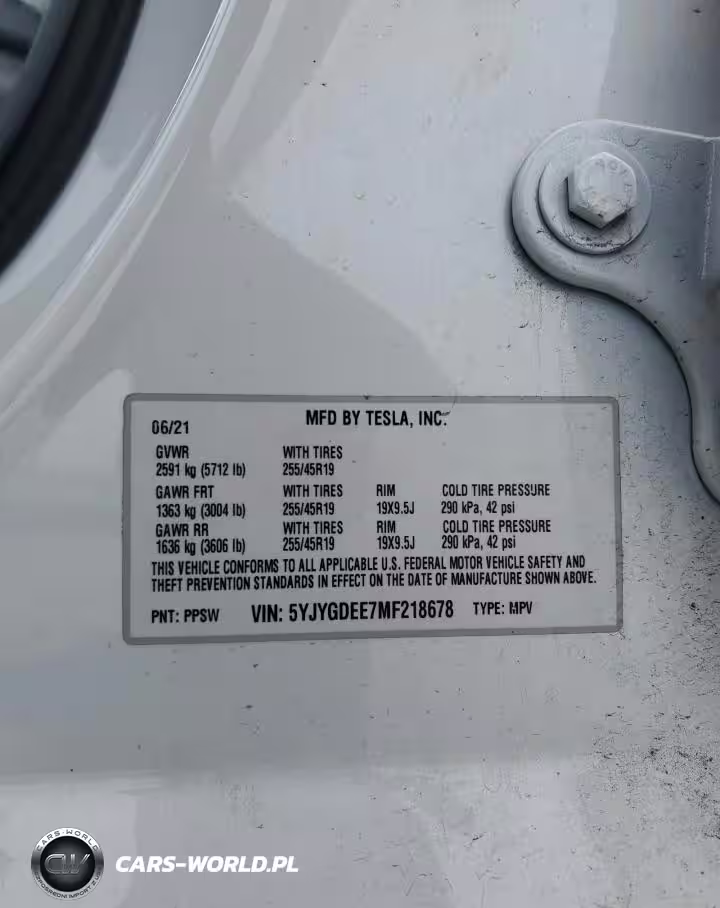 06/21 MFD BY TESLA, INC.
GVWR WITH TIRES
2591 kg (5712 lb) 255/45R19
GAWR FRT WITH TIRES RIM COLD TIRE PRESSURE
1363 kg (3004 lb) 255/45R19 19X9.5J 290 kPa, 42 psi
GAWR RR WITH TIRES RIM COLD TIRE PRESSURE
1636 kg (3606 lb) 255/45R19 19X9.5J 290 kPa, 42 psi
THIS VEHICLE CONFORMS TO ALL APPLICABLE U.S. FEDERAL MOTOR VEHICLE SAFETY AND
THEFT PREVENTION STANDARDS IN EFFECT ON THE DATE OF MANUFACTURE SHOWN ABOVE.
PNT: PPSW VIN: 5YJYGDEE7MF218678 TYPE: MPV
CARS-WORLD
CW
CARS-WORLD.PL